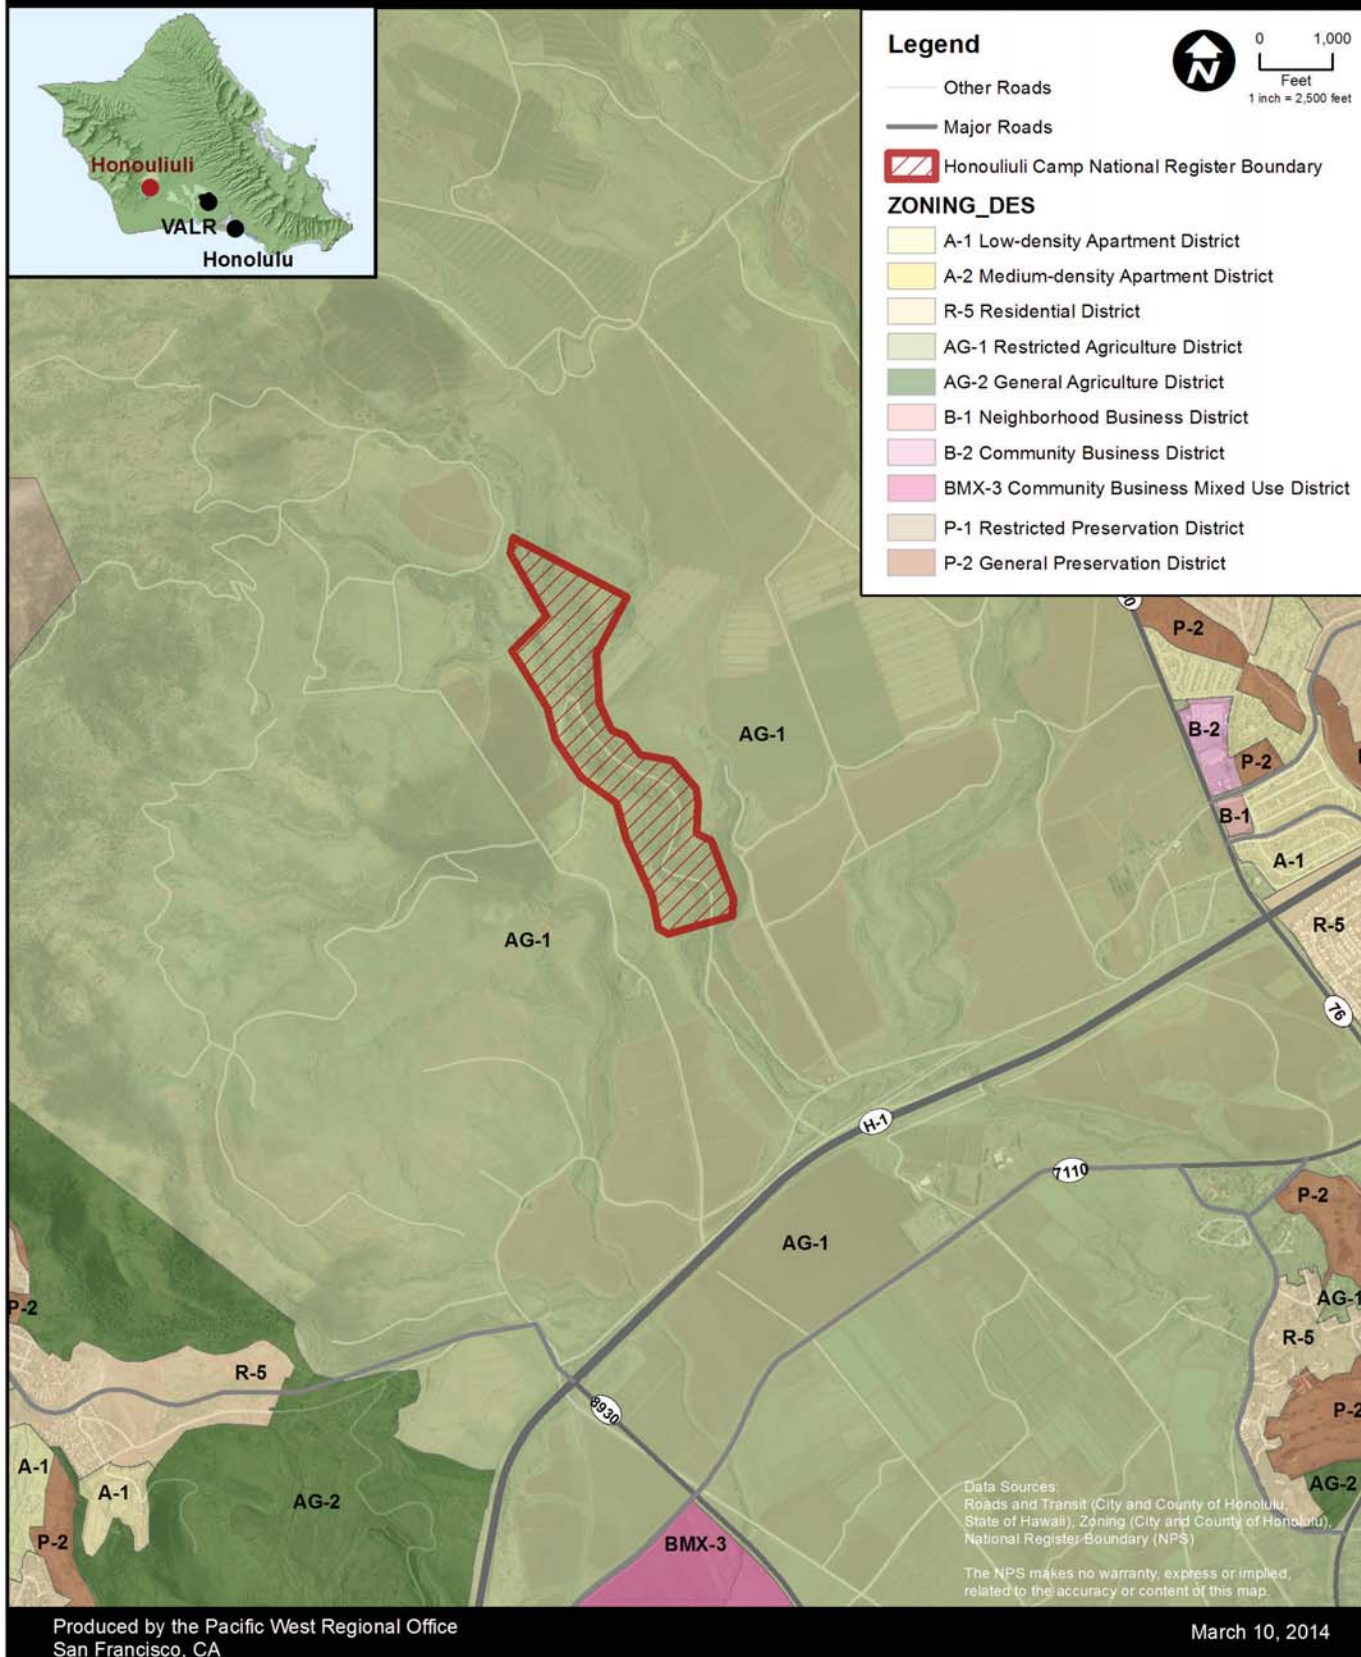 Honouliuli
VALR
Honolulu
Legend
N
0 1,000
Feet
1 inch = 2,500 feet
Other Roads
Major Roads
Honouliuli Camp National Register Boundary
ZONING_DES
A-1 Low-density Apartment District
A-2 Medium-density Apartment District
R-5 Residential District
AG-1 Restricted Agriculture District
AG-2 General Agriculture District
B-1 Neighborhood Business District
B-2 Community Business District
BMX-3 Community Business Mixed Use District
P-1 Restricted Preservation District
P-2 General Preservation District
P-2
B-2
AG-1
P-2
B-1
A-1
R-5
AG-1
76
H-1
7110
P-2
AG-1
AG-1
P-2
R-5
R-5
8930
P-2
A-1
A-1
AG-2
AG-2
P-2
BMX-3
Data Sources:
Roads and Transit (City and County of Honolulu,
State of Hawaii), Zoning (City and County of Honolulu),
National Register Boundary (NPS)
The NPS makes no warranty, express or implied,
related to the accuracy or content of this map.
Produced by the Pacific West Regional Office
San Francisco, CA
March 10, 2014